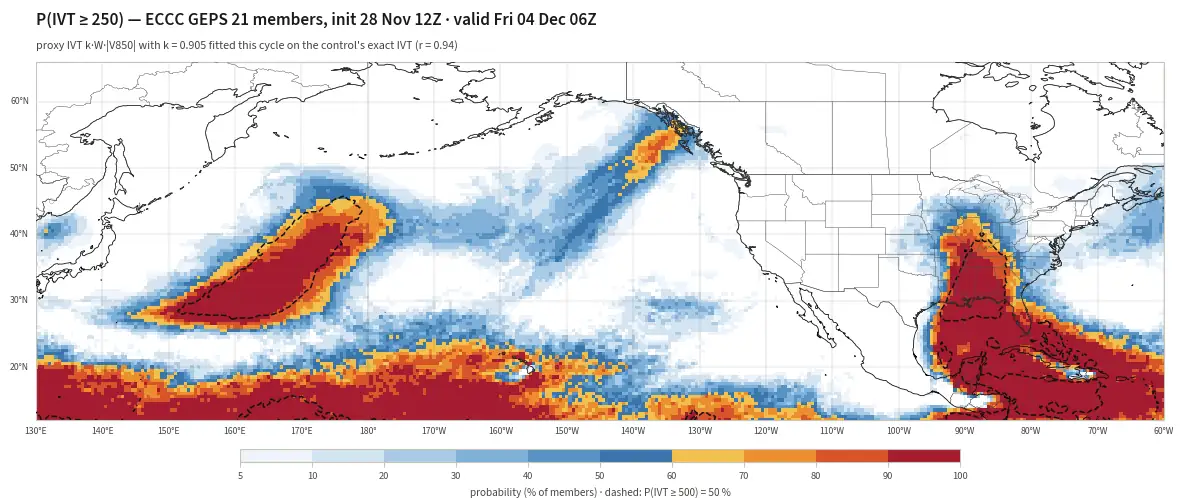 P(IVT ≥ 250) — ECCC GEPS 21 members, init 28 Nov 12Z · valid Fri 04 Dec 06Z
proxy IVT k·W·|V850| with k = 0.905 fitted this cycle on the control's exact IVT (r = 0.94)
60°N
50°N
40°N
30°N
20°N
130°E 140°E 150°E 160°E 170°E 180° 170°W 160°W 150°W 140°W 130°W 120°W 110°W 100°W 90°W 80°W 70°W 60°W
5 10 20 30 40 50 60 70 80 90 100
probability (% of members) · dashed: P(IVT ≥ 500) = 50 %